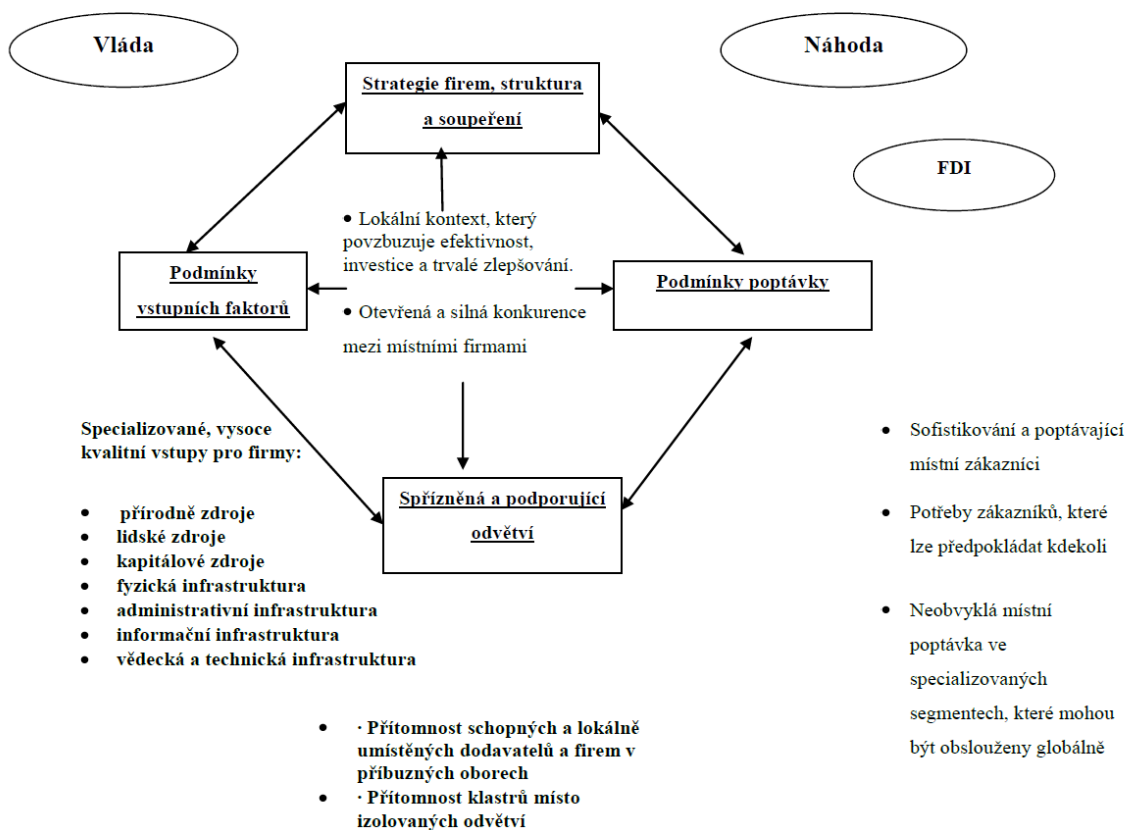 Vláda
Náhoda
Strategie firem, struktura
a soupeření
FDI
• Lokální kontext, který
povzbuzuje efektivnost,
investice a trvalé zlepšování.
• Otevřená a silná konkurence
mezi místními firmami
Podmínky
vstupních faktorů
Podmínky poptávky
Specializované, vysoce
kvalitní vstupy pro firmy:
• přírodně zdroje
• lidské zdroje
• kapitálové zdroje
• fyzická infrastruktura
• administrativní infrastruktura
• informační infrastruktura
• vědecká a technická infrastruktura
Spřízněná a podporující
odvětví
• Sofistikování a poptávající
místní zákazníci
• Potřeby zákazníků, které
lze předpokládat kdekoli
• Neobvyklá místní
poptávka ve
specializovaných
segmentech, které mohou
být obslouženy globálně
• · Přítomnost schopných a lokálně
umístěných dodavatelů a firem v
příbuzných oborech
• · Přítomnost klastrů místo
izolovaných odvětví